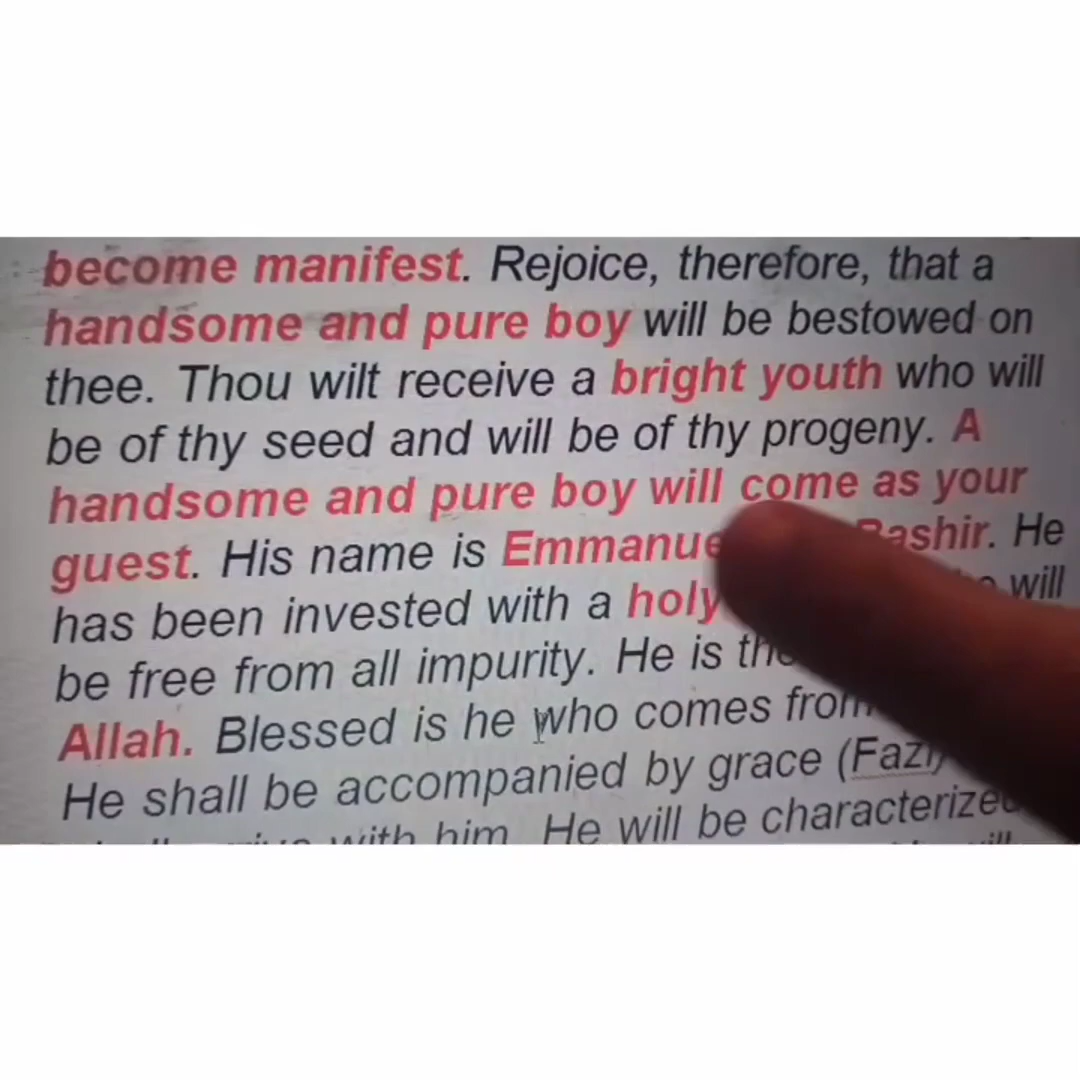 become manifest. Rejoice, therefore, that a
handsome and pure boy will be bestowed on
thee. Thou wilt receive a bright youth who will
be of thy seed and will be of thy progeny. A
handsome and pure boy will come as your
guest. His name is Emmanue Bashir. He
has been invested with a holy will
be free from all impurity. He is the
Allah. Blessed is he who comes from
He shall be accompanied by grace (Fazl)
with him. He will be characterized